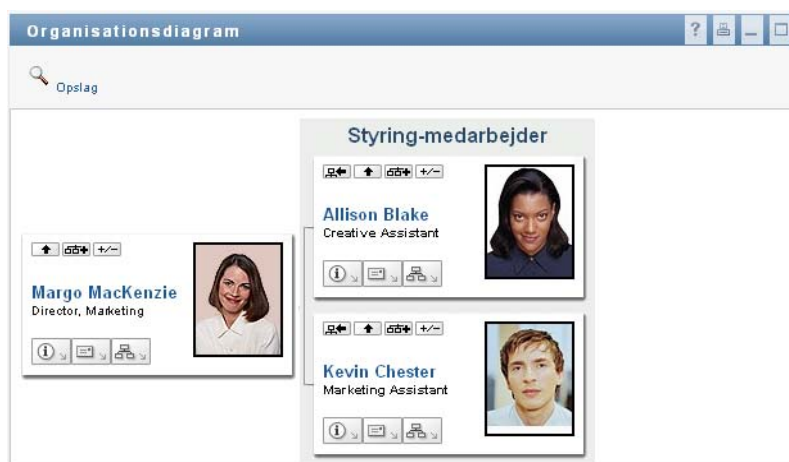 Organisationsdiagram
?
Opslag
Styring-medarbejder
+/-
Allison Blake
Creative Assistant
+/-
Margo MacKenzie
Director, Marketing
+/-
Kevin Chester
Marketing Assistant